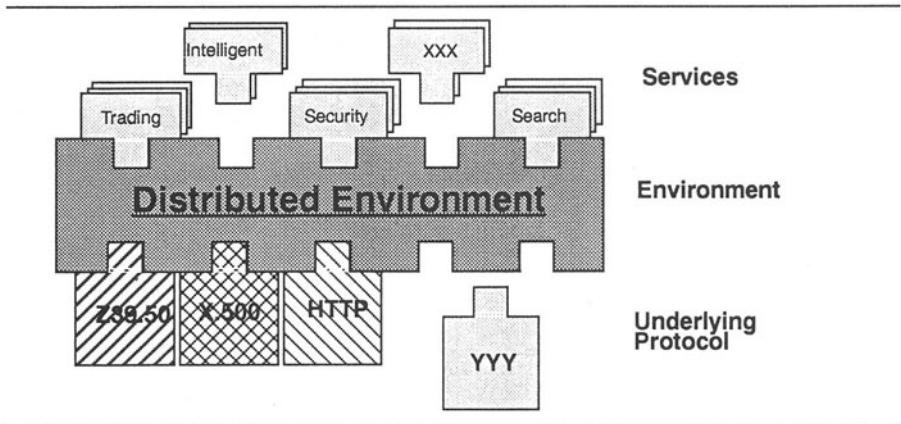 Intelligent
XXX
Services
Trading
Security
Search
Distributed Environment
Environment
Z39.50
X.500
HTTP
YYY
Underlying
Protocol